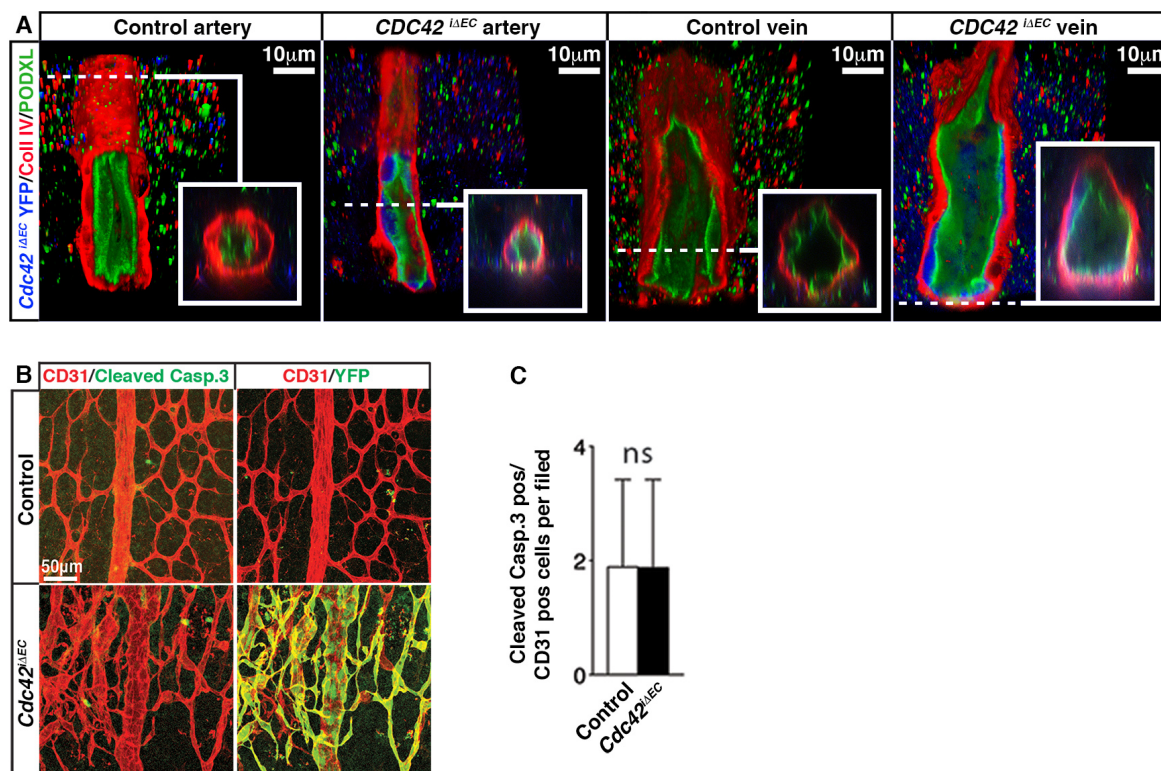 A
Control artery
CDC42 iΔEC artery
Control vein
CDC42 iΔEC vein
Cdc42 iΔEC YFP/Coll IV/PODXL
10µm
10µm
10µm
10µm
B
CD31/Cleaved Casp.3
CD31/YFP
Control
50µm
Cdc42iΔEC
C
Cleaved Casp.3 pos/
CD31 pos cells per filed
4
2
0
ns
Control
Cdc42iΔEC